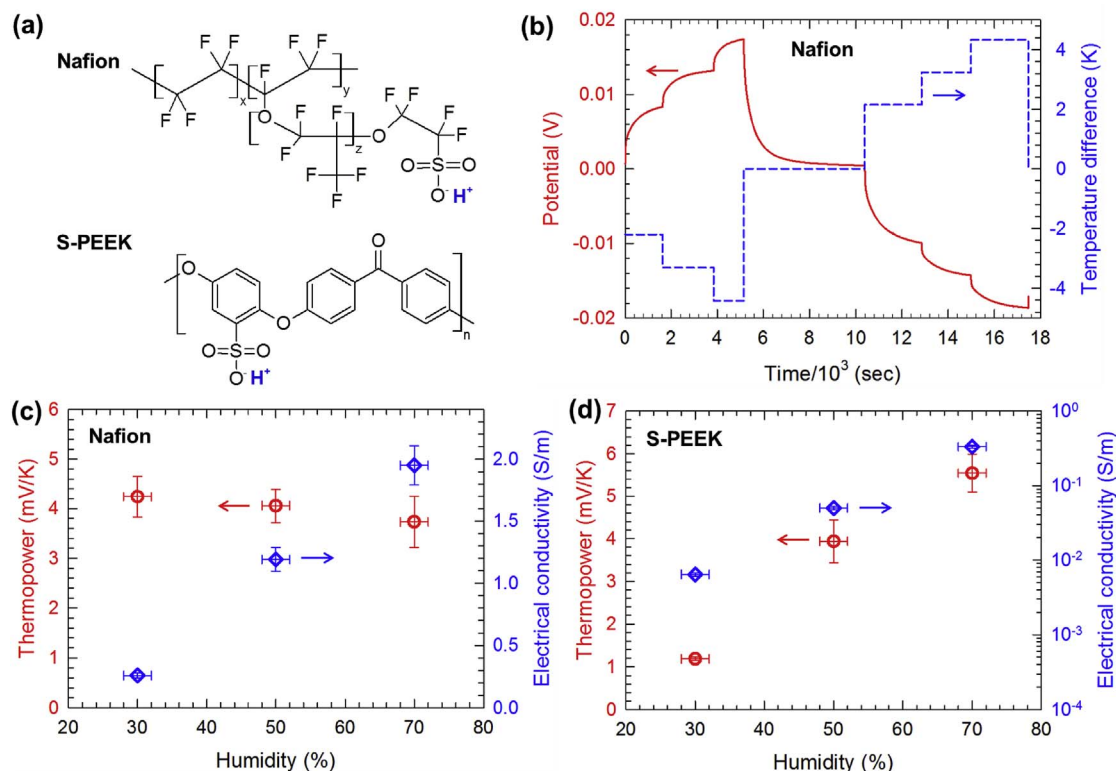 (a)
Nafion
F F F F
F
[ ]x [ ]y
F F
O
F F F
[ ]z
O
F F F
F
F F
F
O=S=O
O- H+
S-PEEK
O
O
[ ]n
O
O=S=O
O- H+
(b)
Nafion
0.02
0.01
0.00
-0.01
-0.02
Potential (V)
4
2
0
-2
-4
Temperature difference (K)
0 2 4 6 8 10 12 14 16 18
Time/10³ (sec)
(c)
Nafion
6
5
4
3
2
1
0
Thermopower (mV/K)
2.0
1.5
1.0
0.5
0.0
Electrical conductivity (S/m)
20 30 40 50 60 70 80
Humidity (%)
(d)
S-PEEK
7
6
5
4
3
2
1
0
Thermopower (mV/K)
10⁰
10⁻¹
10⁻²
10⁻³
10⁻⁴
Electrical conductivity (S/m)
20 30 40 50 60 70 80
Humidity (%)